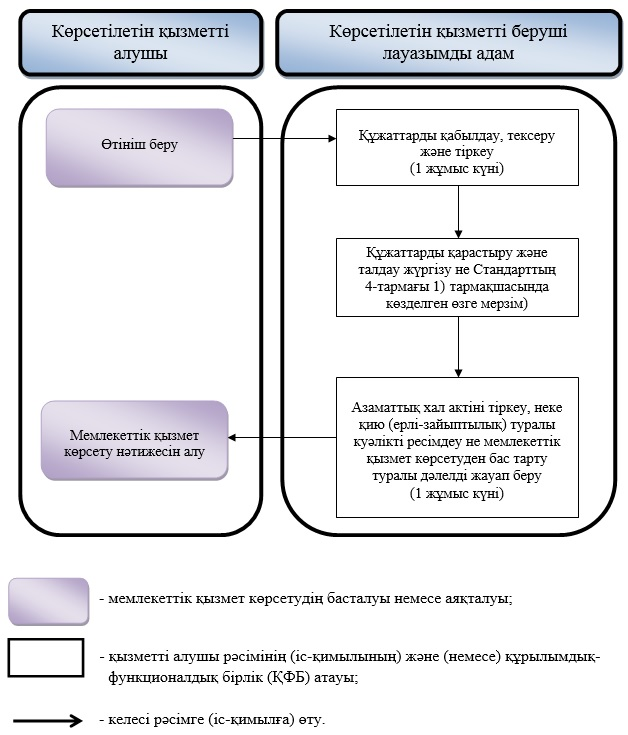 Көрсетілетін қызметті
алушы
Көрсетілетін қызметті беруші
лауазымды адам
Өтініш беру
Құжаттарды қабылдау, тексеру
және тіркеу
(1 жұмыс күні)
Құжаттарды қарастыру және
талдау жүргізу не Стандарттың
4-тармағы 1) тармақшасында
көзделген өзге мерзім)
Азаматтық хал актіні тіркеу, неке
қию (ерлі-зайыптылық) туралы
куәлікті ресімдеу не мемлекеттік
қызмет көрсетуден бас тарту
туралы дәлелді жауап беру
(1 жұмыс күні)
Мемлекеттік қызмет
көрсету нәтижесін алу
- мемлекеттік қызмет көрсетудің басталуы немесе аяқталуы;
- қызметті алушы рәсімінің (іс-қимылының) және (немесе) құрылымдық-
функционалдық бірлік (ҚФБ) атауы;
- келесі рәсімге (іс-қимылға) өту.